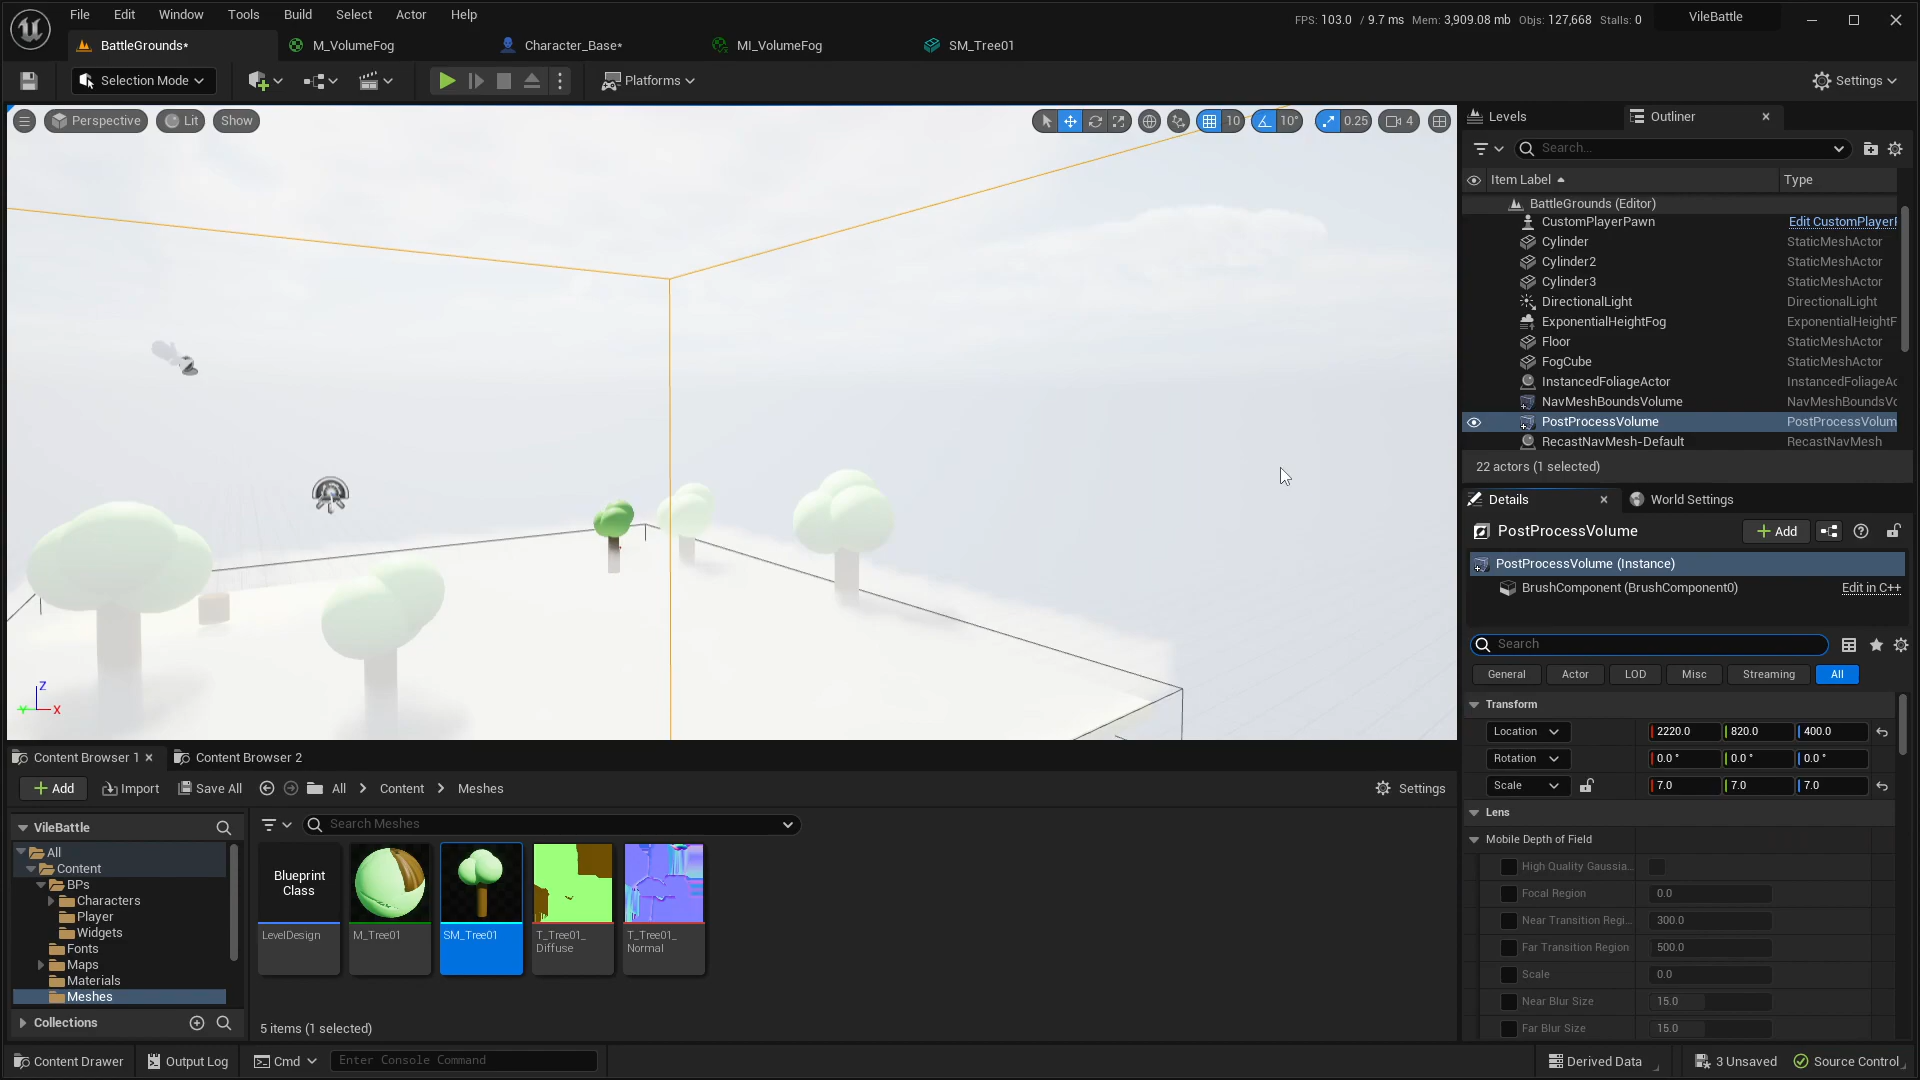 File Edit Window Tools Build Select Actor Help
FPS: 103.0 / 9.7 ms Mem: 3,909.08 mb Objs: 127,668 Stalls: 0
VileBattle
BattleGrounds*
M_VolumeFog
Character_Base*
MI_VolumeFog
SM_Tree01
Selection Mode
Platforms
Settings
Perspective
Lit
Show
10
10°
0.25
4
Levels
Outliner
Search...
Item Label
Type
BattleGrounds (Editor)
CustomPlayerPawn Edit CustomPlayerF
Cylinder StaticMeshActor
Cylinder2 StaticMeshActor
Cylinder3 StaticMeshActor
DirectionalLight DirectionalLight
ExponentialHeightFog ExponentialHeightF
Floor StaticMeshActor
FogCube StaticMeshActor
InstancedFoliageActor InstancedFoliageAc
NavMeshBoundsVolume NavMeshBoundsVo
PostProcessVolume PostProcessVolum
RecastNavMesh-Default RecastNavMesh
22 actors (1 selected)
Details
World Settings
PostProcessVolume
Add
PostProcessVolume (Instance)
BrushComponent (BrushComponent0) Edit in C++
Search
General Actor LOD Misc Streaming All
Transform
Location 2220.0 820.0 400.0
Rotation 0.0 ° 0.0 ° 0.0 °
Scale 7.0 7.0 7.0
Lens
Mobile Depth of Field
High Quality Gaussia...
Focal Region 0.0
Near Transition Regi... 300.0
Far Transition Region 500.0
Scale 0.0
Near Blur Size 15.0
Far Blur Size 15.0
Z
Y X
Content Browser 1
Content Browser 2
Add
Import
Save All
All
Content
Meshes
Settings
VileBattle
All
Content
BPs
Characters
Player
Widgets
Fonts
Maps
Materials
Meshes
Collections
Search Meshes
Blueprint
Class
LevelDesign
M_Tree01
SM_Tree01
T_Tree01_
Diffuse
T_Tree01_
Normal
5 items (1 selected)
Content Drawer
Output Log
Cmd
Enter Console Command
Derived Data
3 Unsaved
Source Control